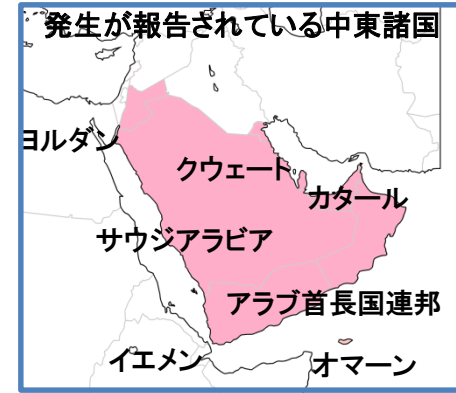 発生が報告されている中東諸国
ヨルダン
クウェート
カタール
サウジアラビア
アラブ首長国連邦
イエメン
オマーン